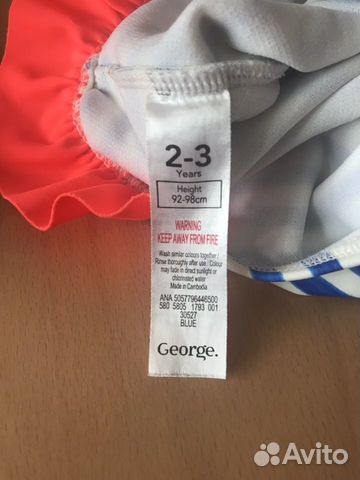 2-3
Years
Height
92-98cm
WARNING
KEEP AWAY FROM FIRE
Wash similar colours together /
Rinse thoroughly after use / Colour
may fade in direct sunlight or
chlorinated water
Made in Cambodia
ANA 5057796446500
580 5805 1793 001
30527
BLUE
George.
Avito